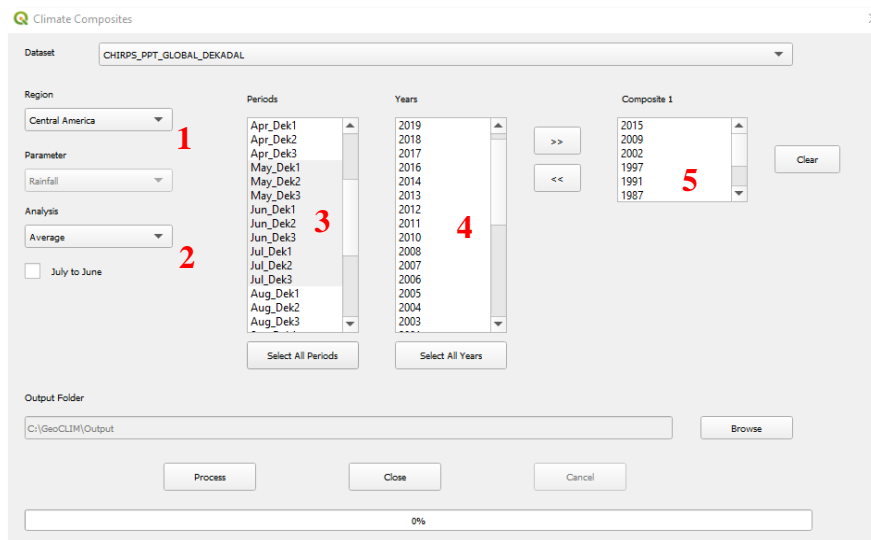 Climate Composites
Dataset
CHIRPS_PPT_GLOBAL_DEKADAL
Region
Central America
1
Parameter
Rainfall
Analysis
Average
2
July to June
Periods
Apr_Dek1
Apr_Dek2
Apr_Dek3
May_Dek1
May_Dek2
May_Dek3
Jun_Dek1
Jun_Dek2
Jun_Dek3
Jul_Dek1
Jul_Dek2
Jul_Dek3
Aug_Dek1
Aug_Dek2
Aug_Dek3
3
Select All Periods
Years
2019
2018
2017
2016
2014
2013
2012
2011
2010
2008
2007
2006
2005
2004
2003
4
Select All Years
>>
<<
Composite 1
2015
2009
2002
1997
1991
1987
5
Clear
Output Folder
C:\GeoCLIM\Output
Browse
Process
Close
Cancel
0%